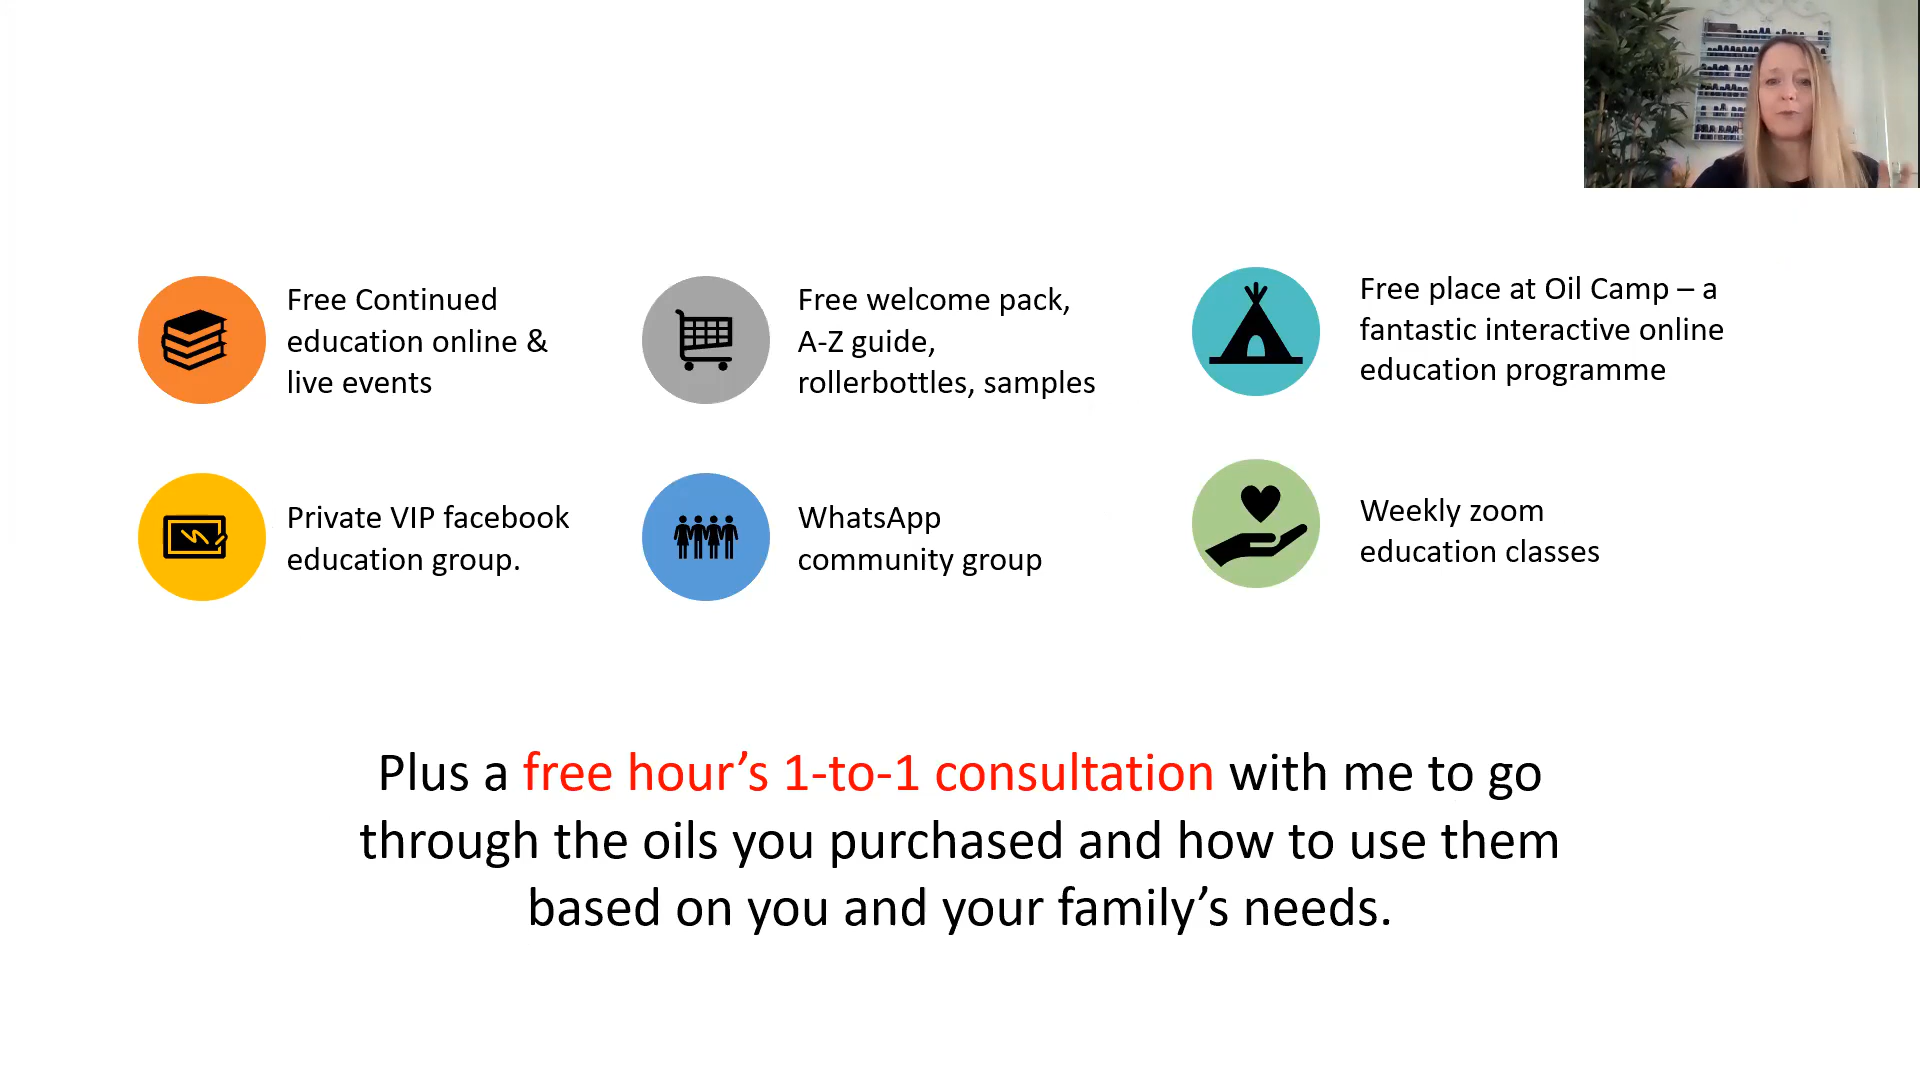 Free Continued
education online &
live events
Free welcome pack,
A-Z guide,
rollerbottles, samples
Free place at Oil Camp – a
fantastic interactive online
education programme
Private VIP facebook
education group.
WhatsApp
community group
Weekly zoom
education classes
Plus a free hour’s 1-to-1 consultation with me to go
through the oils you purchased and how to use them
based on you and your family’s needs.